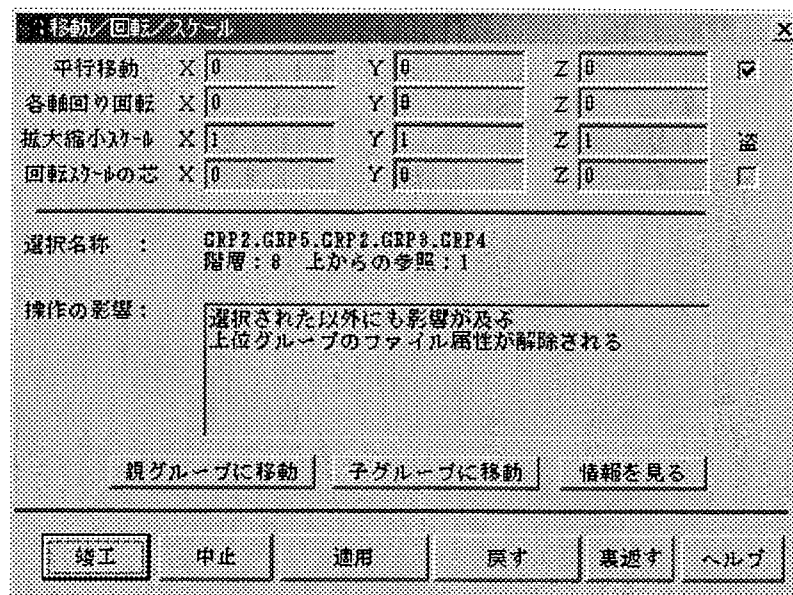 移動/回転/スケール X
平行移動 X 0 Y 0 Z 0
各軸回り回転 X 0 Y 0 Z 0
拡大縮小スケール X 1 Y 1 Z 1 盗
回転スケールの芯 X 0 Y 0 Z 0
選択名称 : GRP2.GRP5.GRP2.GRP3.GRP4
階層:8 上からの参照:1
操作の影響:
選択された以外にも影響が及ぶ
上位グループのファイル属性が解除される
親グループに移動 子グループに移動 情報を見る
竣工 中止 適用 戻す 裏返す ヘルプ